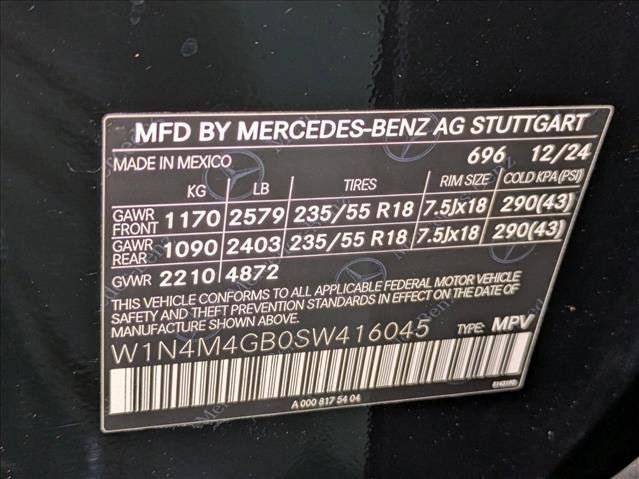 MFD BY MERCEDES-BENZ AG STUTTGART
MADE IN MEXICO 696 12/24
KG LB TIRES RIM SIZE COLD KPA(PSI)
GAWR FRONT 1170 2579 235/55 R18 7.5Jx18 290(43)
GAWR REAR 1090 2403 235/55 R18 7.5Jx18 290(43)
GVWR 2210 4872
THIS VEHICLE CONFORMS TO ALL APPLICABLE FEDERAL MOTOR VEHICLE
SAFETY AND THEFT PREVENTION STANDARDS IN EFFECT ON THE DATE OF
MANUFACTURE SHOWN ABOVE.
W1N4M4GB0SW416045 TYPE: MPV
A 000 817 54 04